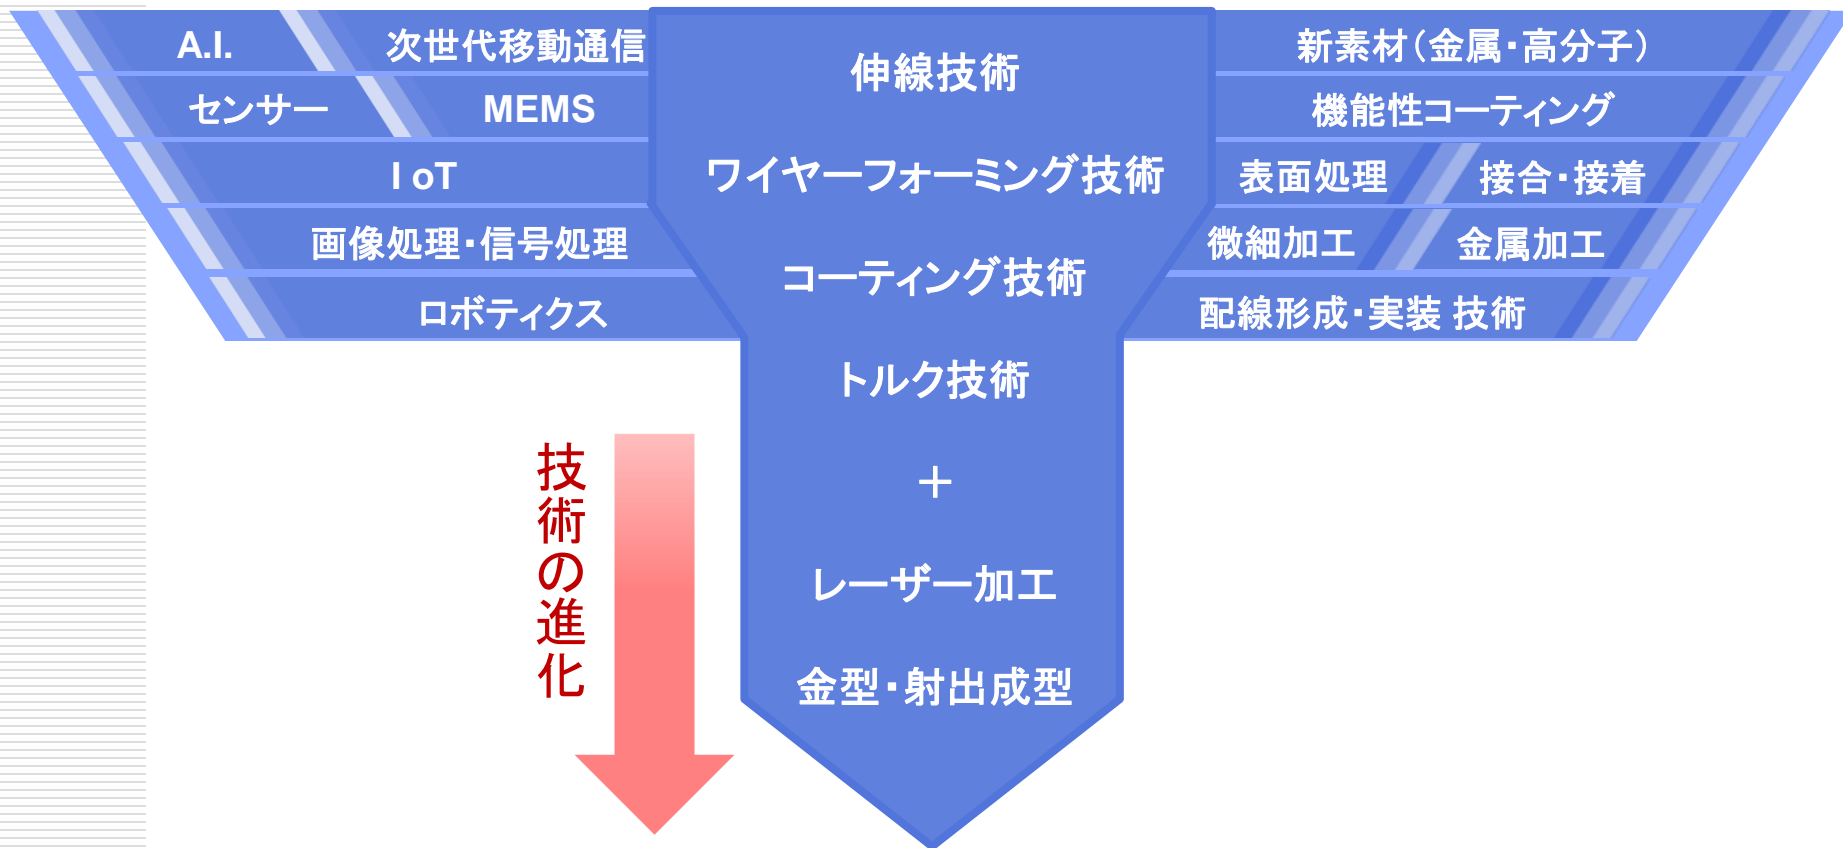 A.I.
次世代移動通信
センサー
MEMS
I oT
画像処理・信号処理
ロボティクス
伸線技術
ワイヤーフォーミング技術
コーティング技術
トルク技術
＋
レーザー加工
金型・射出成型
新素材（金属・高分子）
機能性コーティング
表面処理
接合・接着
微細加工
金属加工
配線形成・実装 技術
技術の進化